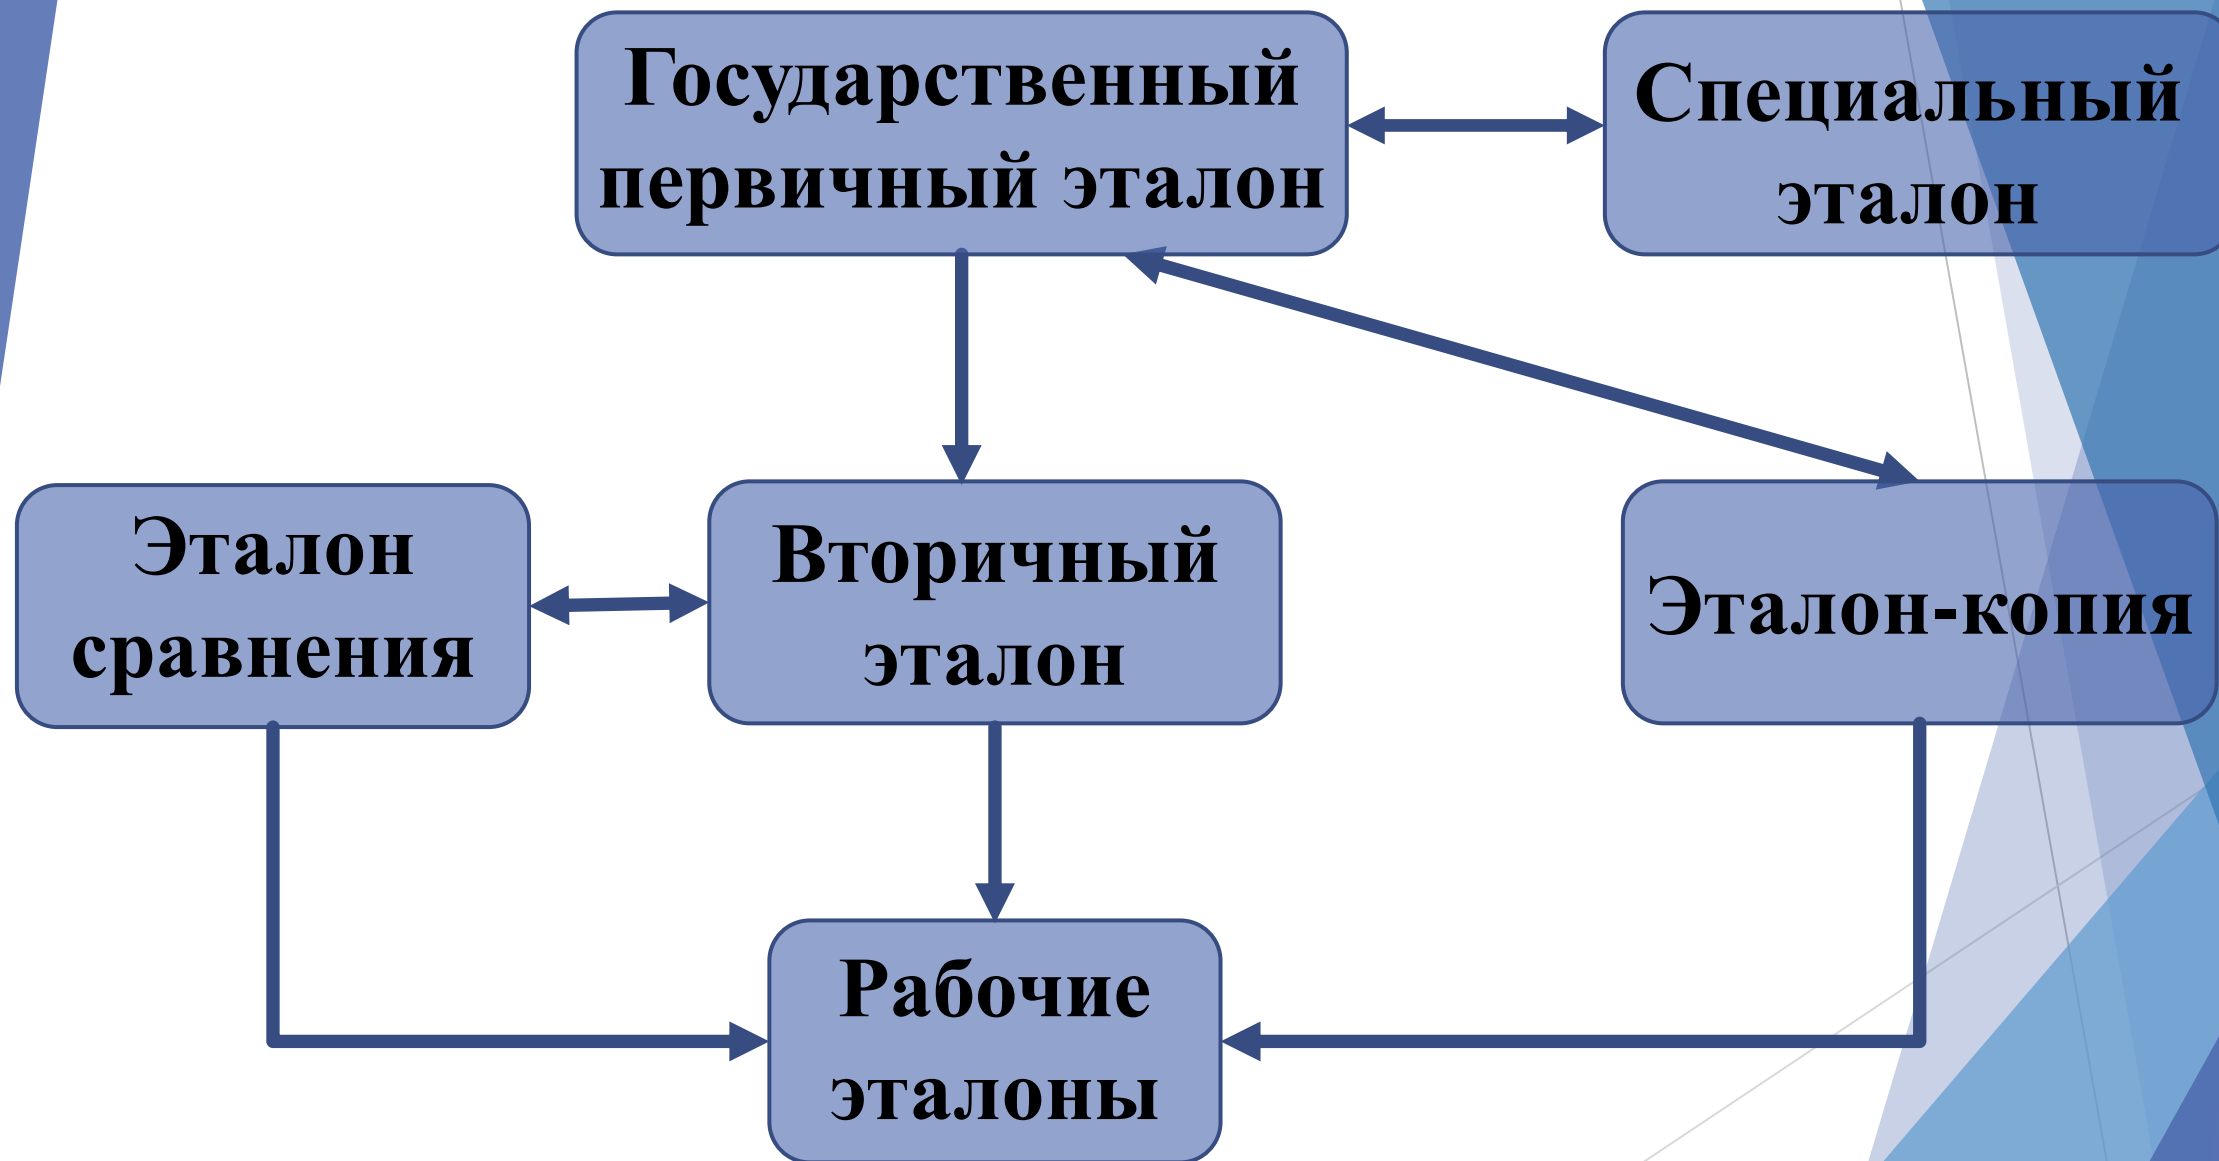 Государственный
первичный эталон
Специальный
эталон
Эталон
сравнения
Вторичный
эталон
Эталон-копия
Рабочие
эталоны